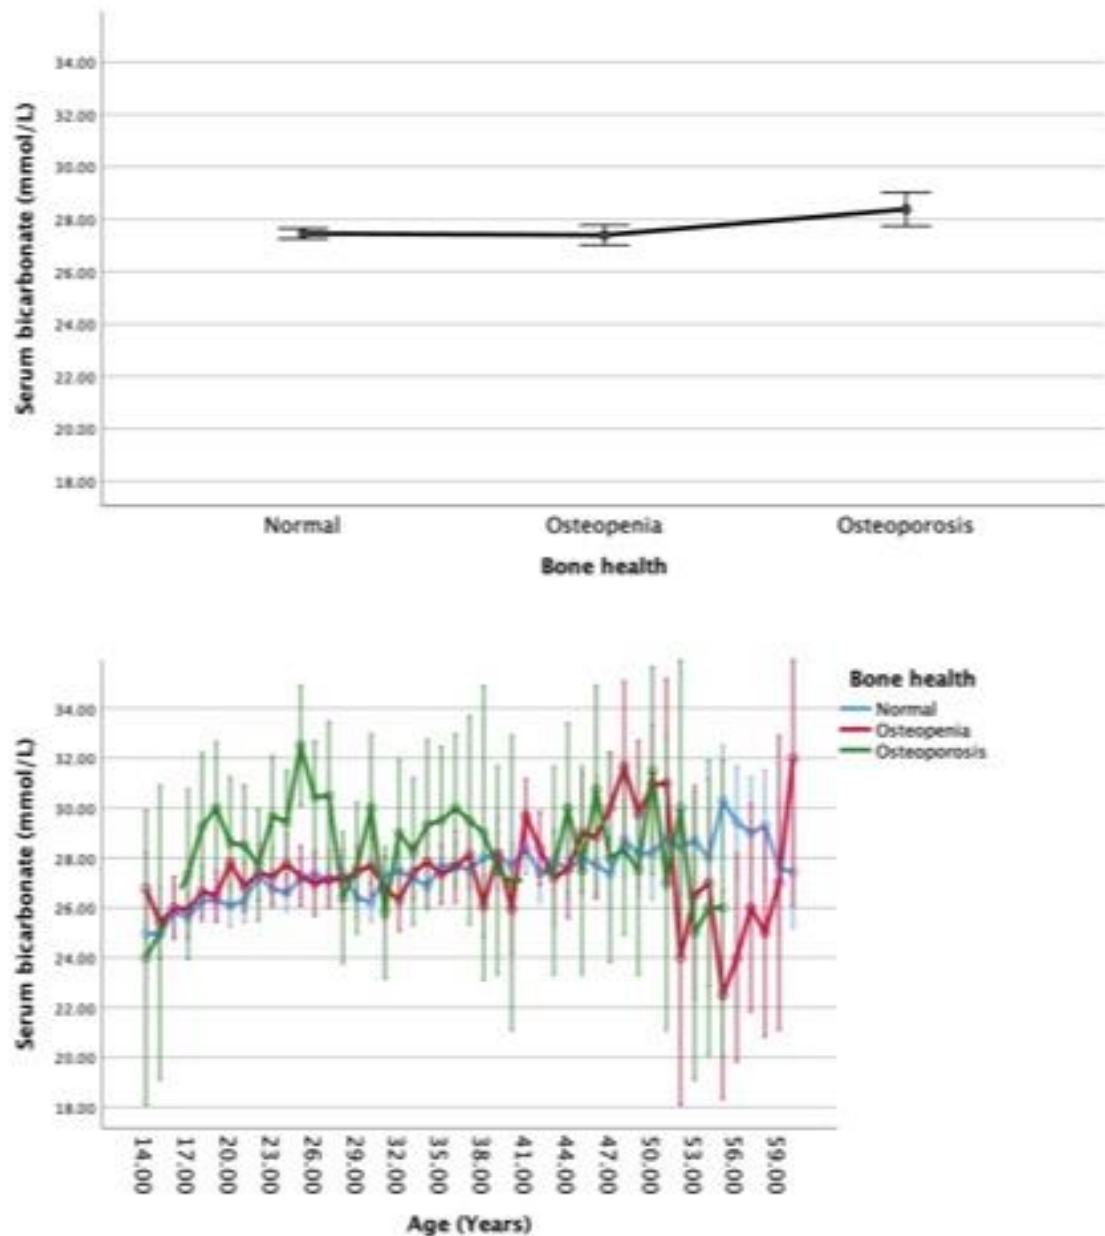 Serum bicarbonate (mmol/L)
34.00
32.00
30.00
28.00
26.00
24.00
22.00
20.00
18.00
Normal Osteopenia Osteoporosis
Bone health
Serum bicarbonate (mmol/L)
34.00
32.00
30.00
28.00
26.00
24.00
22.00
20.00
18.00
Bone health
Normal
Osteopenia
Osteoporosis
14.00 17.00 20.00 23.00 26.00 29.00 32.00 35.00 38.00 41.00 44.00 47.00 50.00 53.00 56.00 59.00
Age (Years)